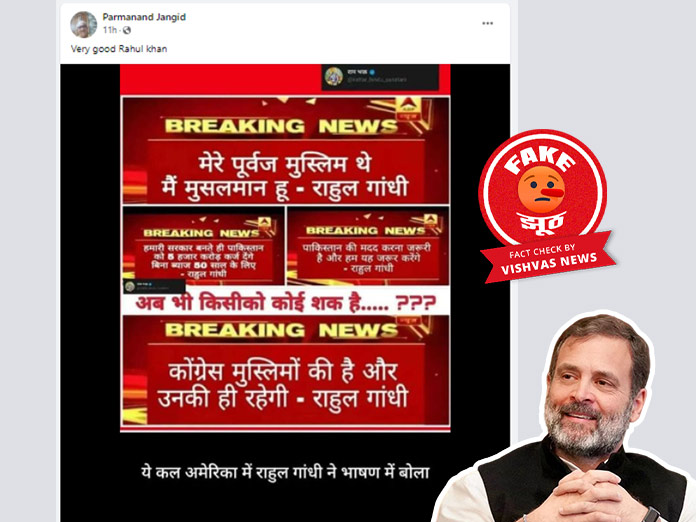 Parmanand Jangid
11h
Very good Rahul khan
राम भक्त
BREAKING NEWS
मेरे पूर्वज मुस्लिम थे
मैं मुसलमान हू - राहुल गांधी
BREAKING NEWS
हमारी सरकार बनते ही पाकिस्तान
को 5 हजार करोड़ कर्ज देंगे
बिना ब्याज 50 साल के लिए
- राहुल गांधी
BREAKING NEWS
पाकिस्तान की मदद करना जरूरी
है और हम यह जरूर करेंगे
- राहुल गांधी
अब भी किसीको कोई शक है..... ???
BREAKING NEWS
कोंग्रेस मुस्लिमों की है और
उनकी ही रहेगी - राहुल गांधी
ये कल अमेरिका में राहुल गांधी ने भाषण में बोला
FAKE
झूठ
FACT CHECK BY
VISHVAS NEWS